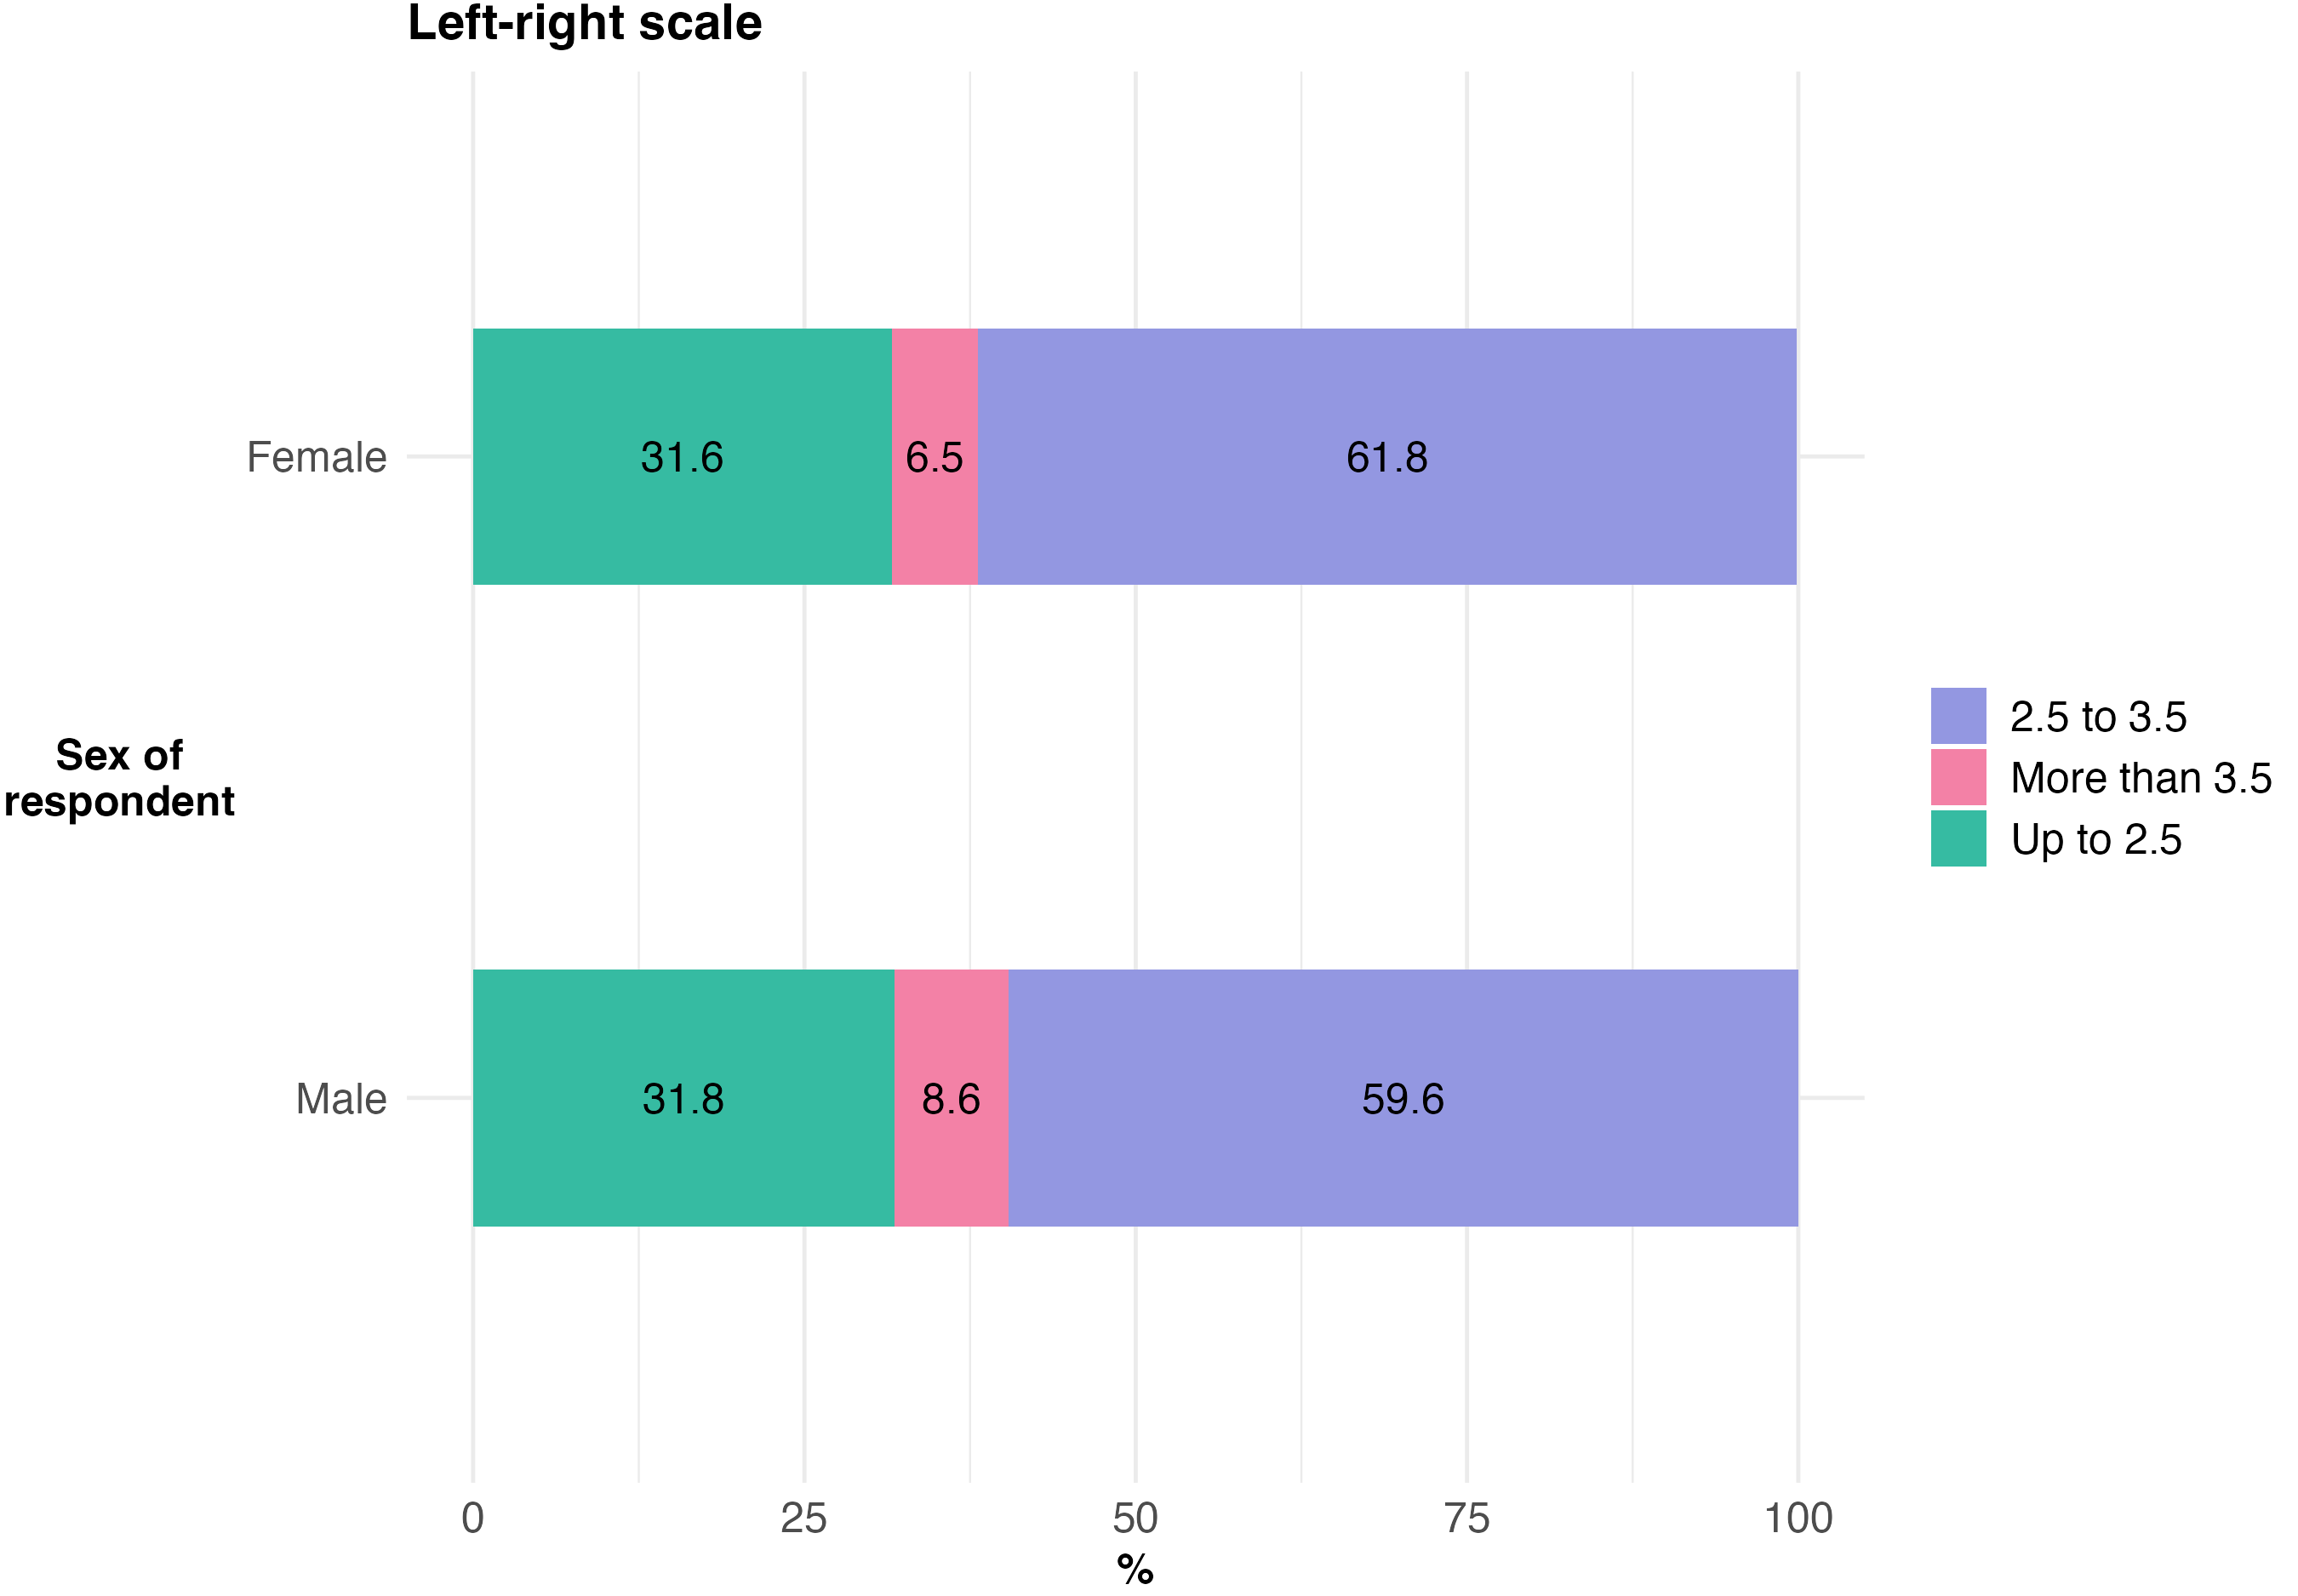 Left-right scale
Female
31.6
6.5
61.8
Sex of
respondent
2.5 to 3.5
More than 3.5
Up to 2.5
Male
31.8
8.6
59.6
0
25
50
75
100
%